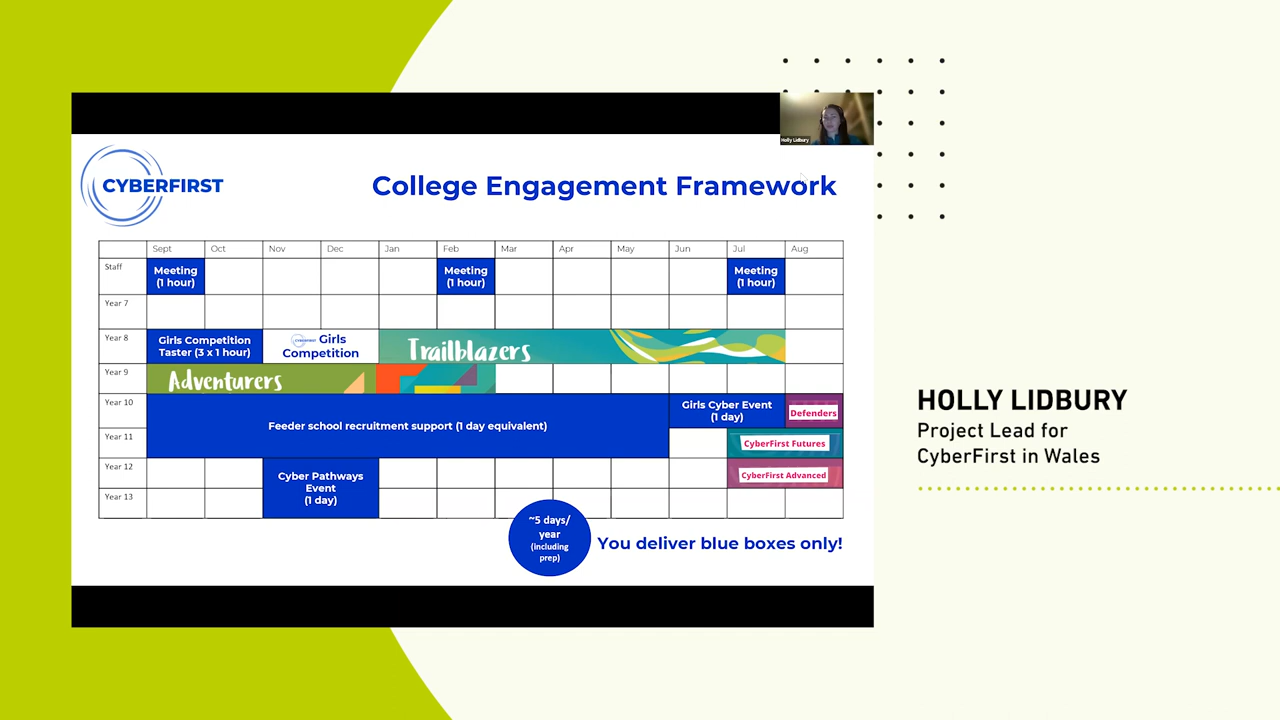 Holly Lidbury
CYBERFIRST
College Engagement Framework
Sept Oct Nov Dec Jan Feb Mar Apr May Jun Jul Aug
Staff
Meeting
(1 hour)
Meeting
(1 hour)
Meeting
(1 hour)
Year 7
Year 8
Girls Competition
Taster (3 x 1 hour)
Girls
Competition
Trailblazers
Year 9
Adventurers
Year 10
Feeder school recruitment support (1 day equivalent)
Girls Cyber Event
(1 day)
Defenders
Year 11
CyberFirst Futures
Year 12
Cyber Pathways
Event
(1 day)
CyberFirst Advanced
Year 13
~5 days/
year
(including
prep)
You deliver blue boxes only!
HOLLY LIDBURY
Project Lead for
CyberFirst in Wales